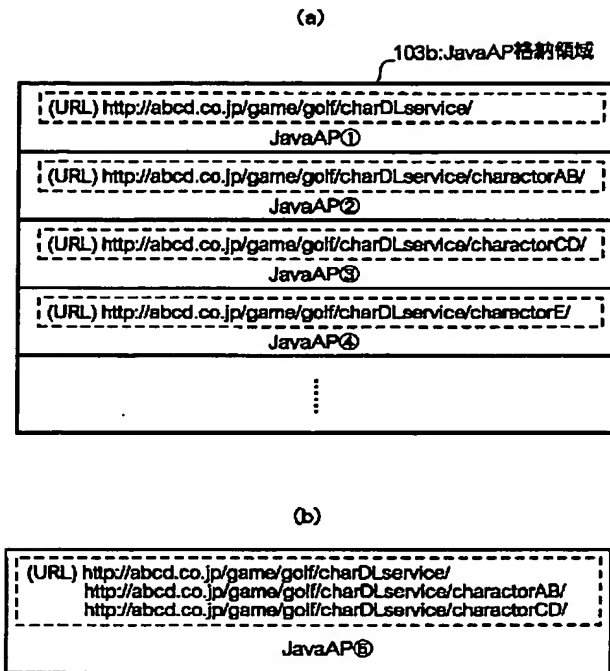 (a)
103b:JavaAP格納領域
(URL) http://abcd.co.jp/game/golf/charDLservice/
JavaAP①
(URL) http://abcd.co.jp/game/golf/charDLservice/charactorAB/
JavaAP②
(URL) http://abcd.co.jp/game/golf/charDLservice/charactorCD/
JavaAP③
(URL) http://abcd.co.jp/game/golf/charDLservice/charactorE/
JavaAP④
(b)
(URL) http://abcd.co.jp/game/golf/charDLservice/
http://abcd.co.jp/game/golf/charDLservice/charactorAB/
http://abcd.co.jp/game/golf/charDLservice/charactorCD/
JavaAP⑤